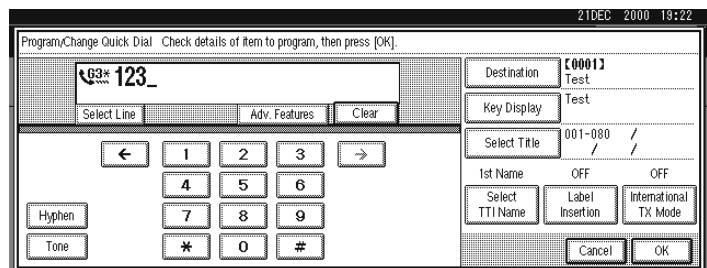 21DEC 2000 19:22
Program/Change Quick Dial Check details of item to program, then press [OK].
G3* 123_
Select Line Adv. Features Clear
Destination 【0001】
Test
Key Display Test
Select Title 001-080 /
/ /
← 1 2 3 →
4 5 6
Hyphen 7 8 9
Tone * 0 #
1st Name OFF OFF
Select TTI Name Label Insertion International TX Mode
Cancel OK